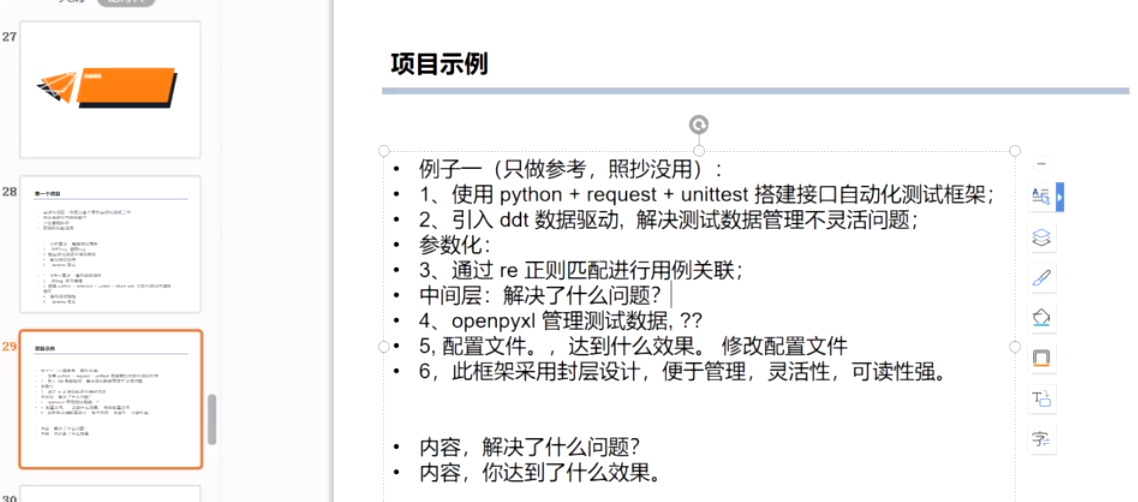 27
28
29
30
项目示例
• 例子一（只做参考，照抄没用）：
• 1、使用 python + request + unittest 搭建接口自动化测试框架；
• 2、引入 ddt 数据驱动, 解决测试数据管理不灵活问题；
• 参数化：
• 3、通过 re 正则匹配进行用例关联；
• 中间层：解决了什么问题？
• 4、openpyxl 管理测试数据, ??
• 5, 配置文件。，达到什么效果。 修改配置文件
• 6，此框架采用封层设计，便于管理，灵活性，可读性强。
• 内容，解决了什么问题？
• 内容，你达到了什么效果。